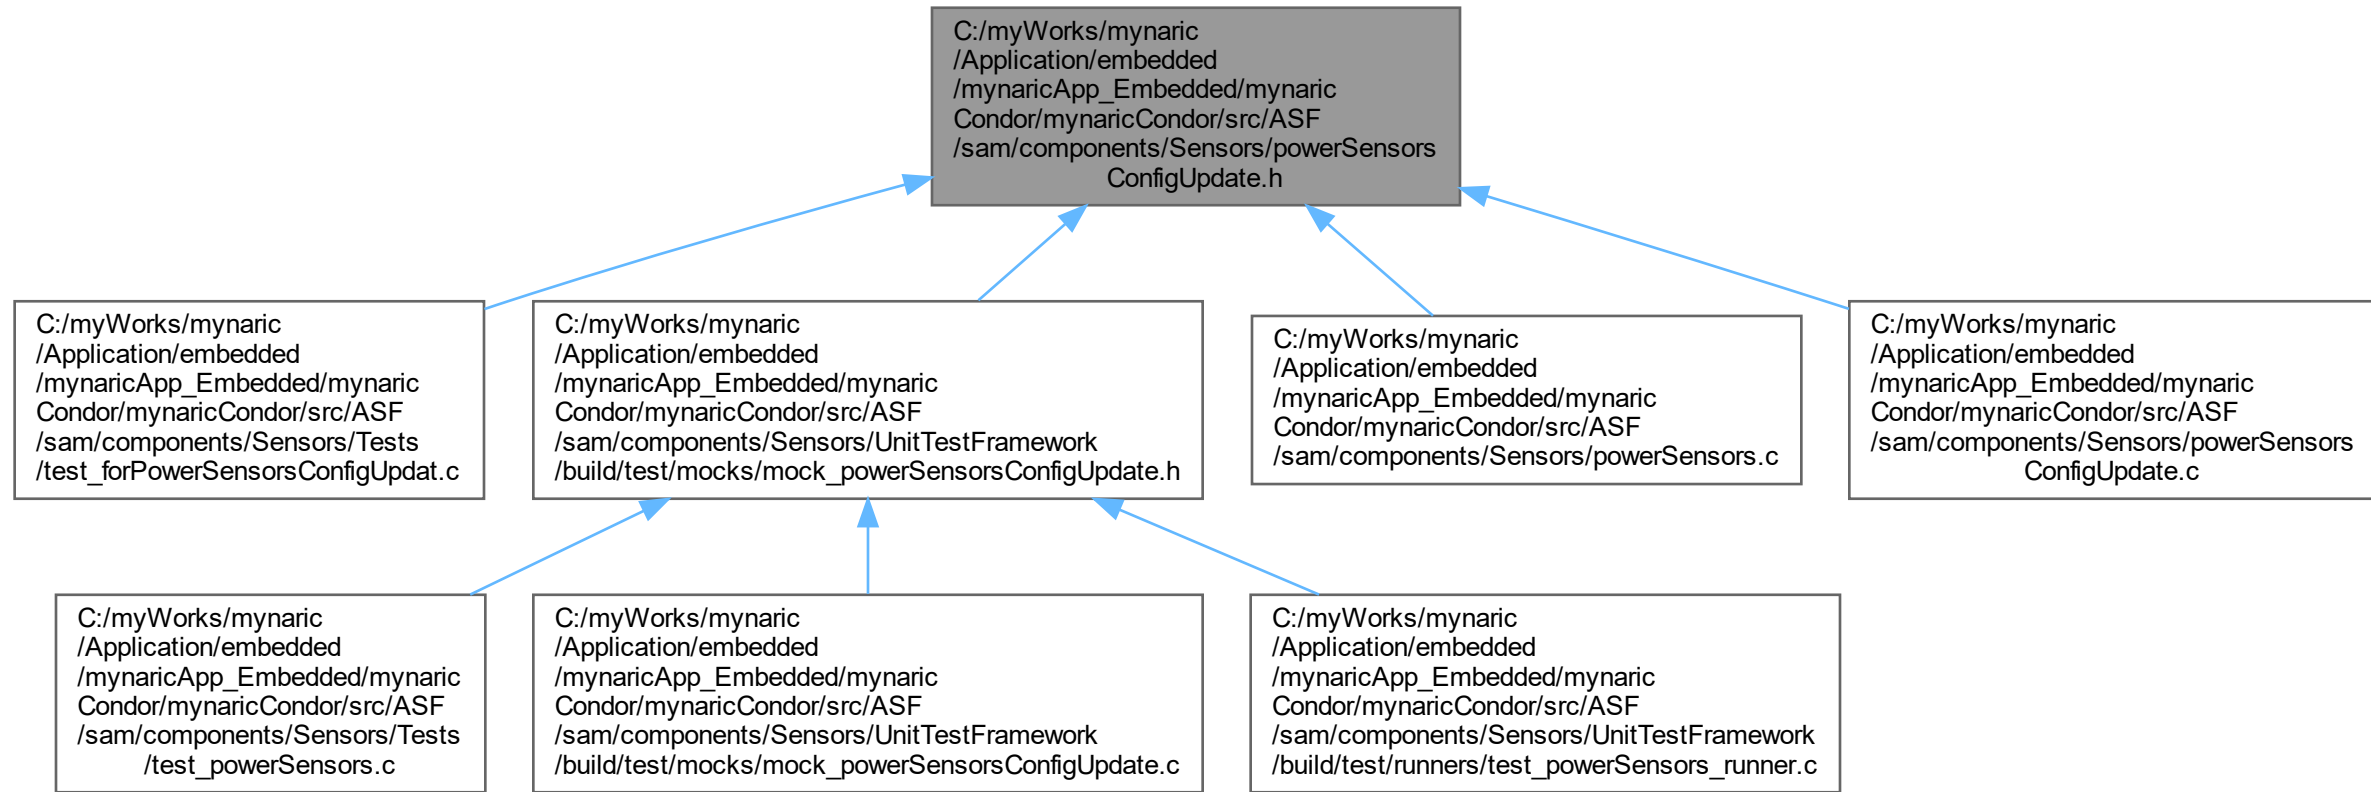 C:/myWorks/mynaric
/Application/embedded
/mynaricApp_Embedded/mynaric
Condor/mynaricCondor/src/ASF
/sam/components/Sensors/powerSensors
ConfigUpdate.h
C:/myWorks/mynaric
/Application/embedded
/mynaricApp_Embedded/mynaric
Condor/mynaricCondor/src/ASF
/sam/components/Sensors/Tests
/test_forPowerSensorsConfigUpdat.c
C:/myWorks/mynaric
/Application/embedded
/mynaricApp_Embedded/mynaric
Condor/mynaricCondor/src/ASF
/sam/components/Sensors/UnitTestFramework
/build/test/mocks/mock_powerSensorsConfigUpdate.h
C:/myWorks/mynaric
/Application/embedded
/mynaricApp_Embedded/mynaric
Condor/mynaricCondor/src/ASF
/sam/components/Sensors/powerSensors.c
C:/myWorks/mynaric
/Application/embedded
/mynaricApp_Embedded/mynaric
Condor/mynaricCondor/src/ASF
/sam/components/Sensors/powerSensors
ConfigUpdate.c
C:/myWorks/mynaric
/Application/embedded
/mynaricApp_Embedded/mynaric
Condor/mynaricCondor/src/ASF
/sam/components/Sensors/Tests
/test_powerSensors.c
C:/myWorks/mynaric
/Application/embedded
/mynaricApp_Embedded/mynaric
Condor/mynaricCondor/src/ASF
/sam/components/Sensors/UnitTestFramework
/build/test/mocks/mock_powerSensorsConfigUpdate.c
C:/myWorks/mynaric
/Application/embedded
/mynaricApp_Embedded/mynaric
Condor/mynaricCondor/src/ASF
/sam/components/Sensors/UnitTestFramework
/build/test/runners/test_powerSensors_runner.c